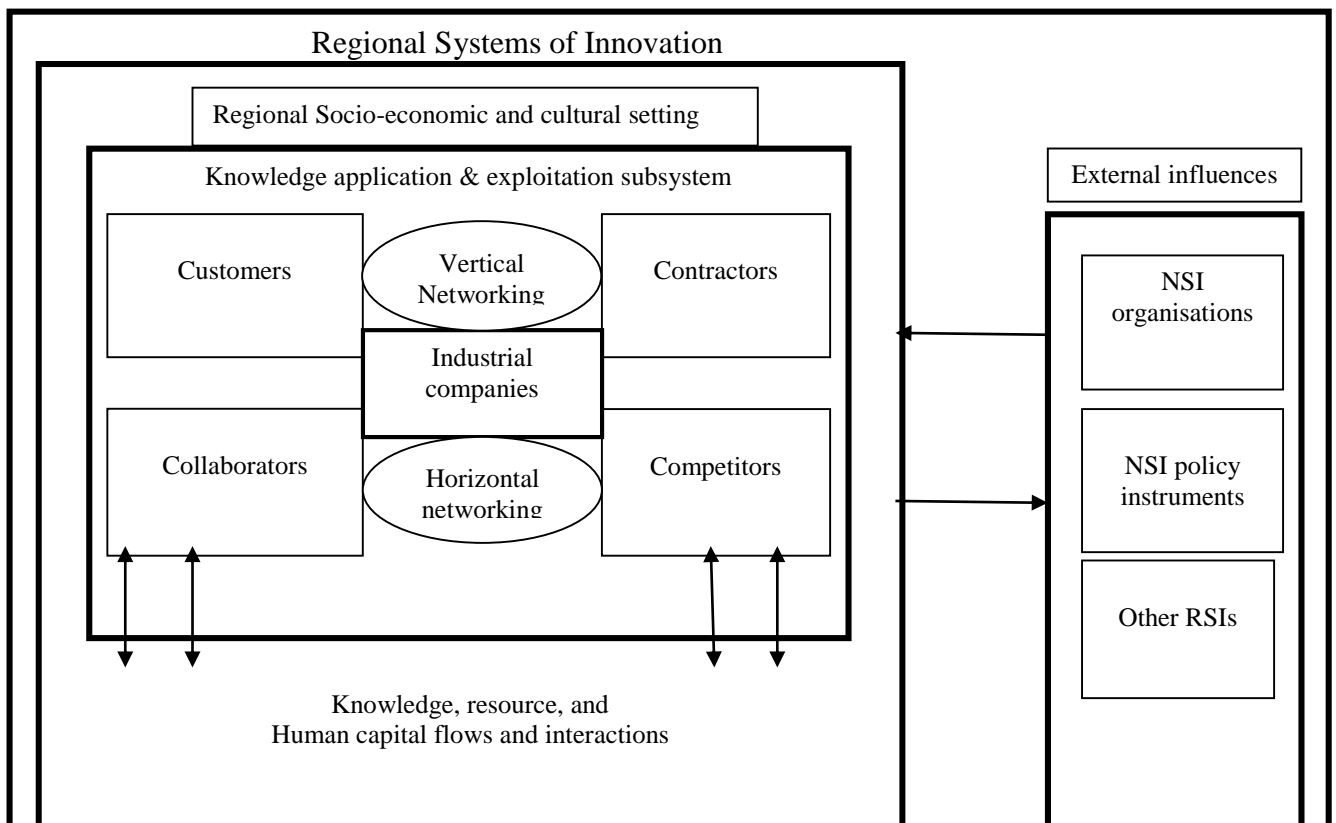 Regional Systems of Innovation
Regional Socio-economic and cultural setting
Knowledge application & exploitation subsystem
Customers
Vertical
Networking
Contractors
Industrial
companies
Collaborators
Horizontal
networking
Competitors
Knowledge, resource, and
Human capital flows and interactions
External influences
NSI
organisations
NSI policy
instruments
Other RSIs